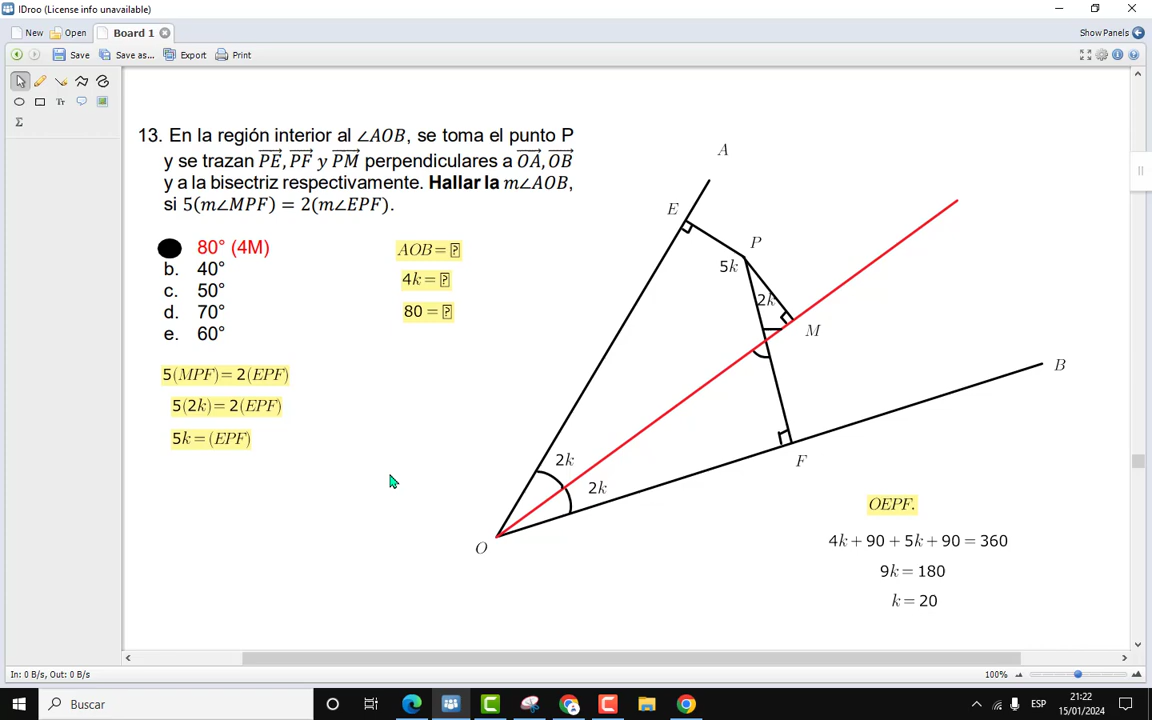 IDroo (License info unavailable)
New Open Board 1 Show Panels
Save Save as... Export Print
Tr
Σ
13. En la región interior al ∠AOB, se toma el punto P
y se trazan PE, PF y PM perpendiculares a OA, OB
y a la bisectriz respectivamente. Hallar la m∠AOB,
si 5(m∠MPF) = 2(m∠EPF).
80° (4M)
b. 40°
c. 50°
d. 70°
e. 60°
AOB = ?
4k = ?
80 = ?
5(MPF) = 2(EPF)
5(2k) = 2(EPF)
5k = (EPF)
A
E
P
5k
2k
M
B
F
2k
2k
O
OEPF.
4k + 90 + 5k + 90 = 360
9k = 180
k = 20
In: 0 B/s, Out: 0 B/s 100%
Buscar ESP 21:22
15/01/2024